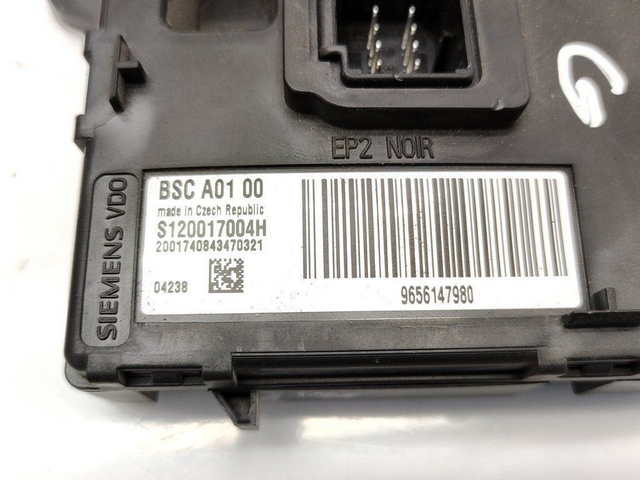 G
EP2 NOIR
SIEMENS VDO
BSC A01 00
made in Czech Republic
S120017004H
2001740843470321
04238
9656147980